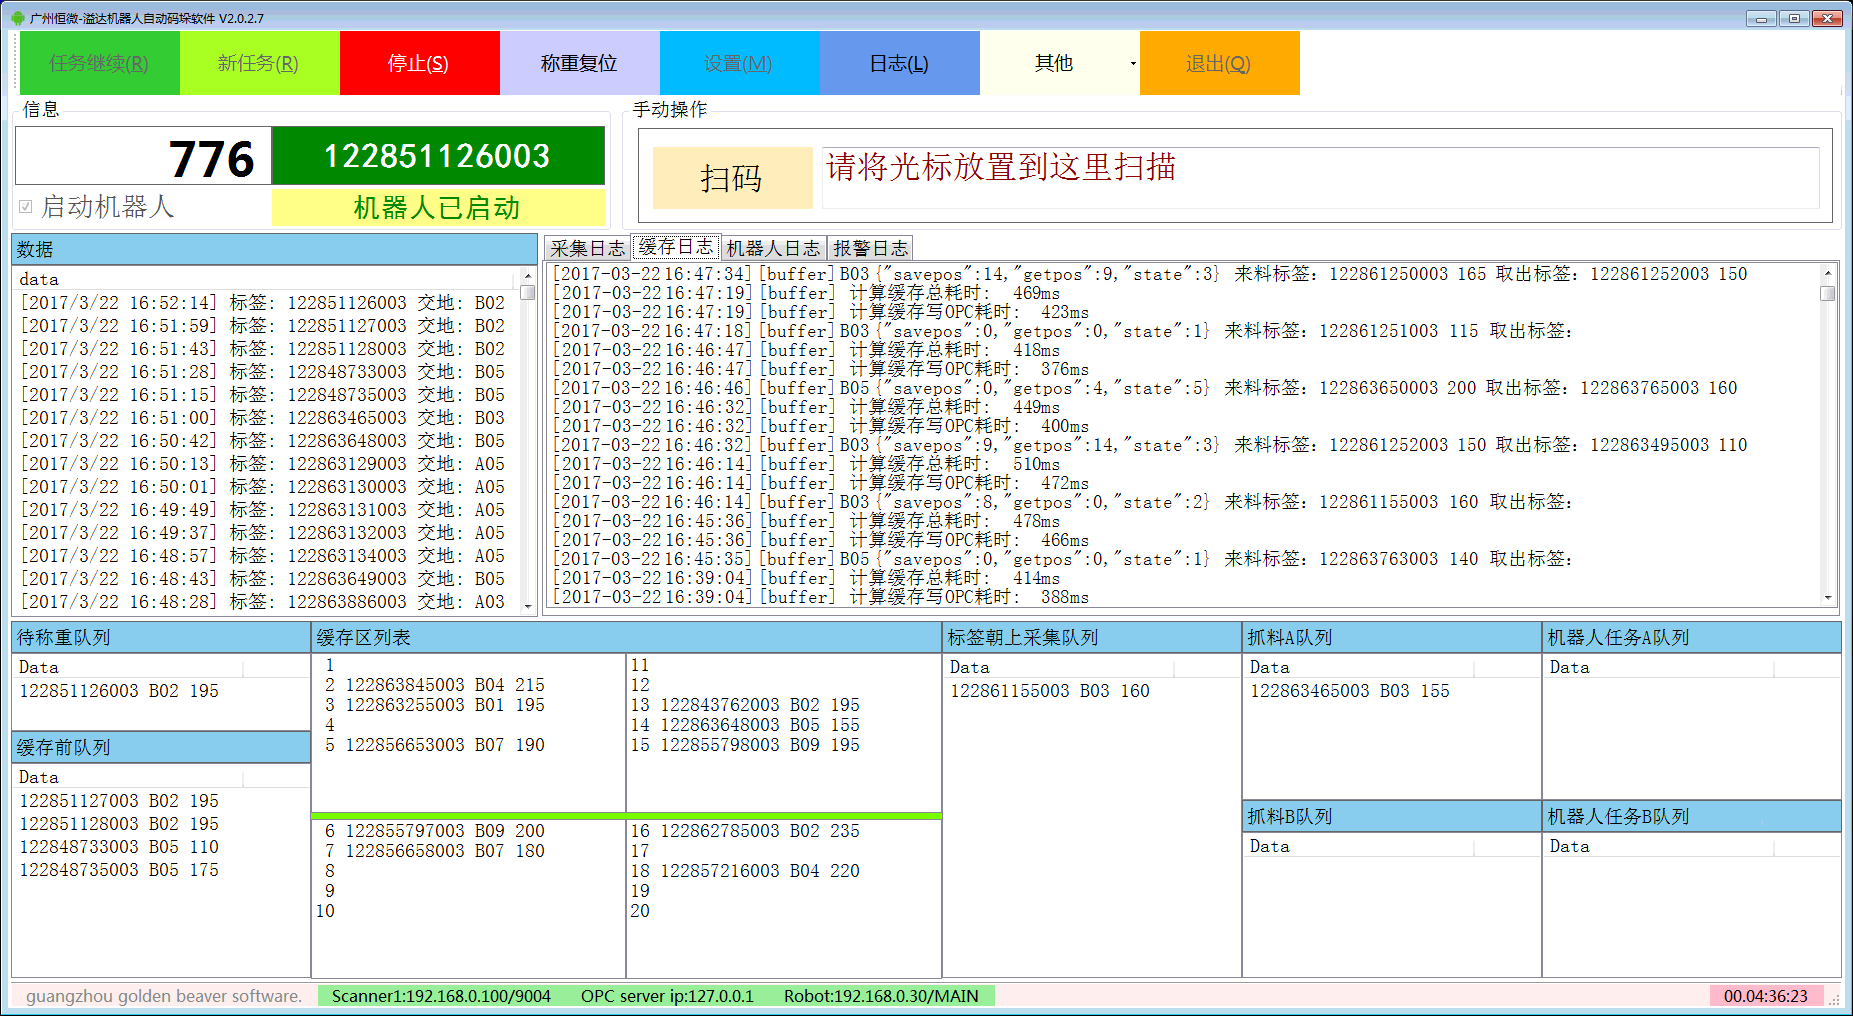 广州恒微-溢达机器人自动码垛软件 V2.0.2.7
任务继续(R) 新任务(R) 停止(S) 称重复位 设置(M) 日志(L) 其他 退出(Q)
信息
776 122851126003
启动机器人 机器人已启动
手动操作
扫码 请将光标放置到这里扫描
数据
data
[2017/3/22 16:52:14] 标签: 122851126003 交地: B02
[2017/3/22 16:51:59] 标签: 122851127003 交地: B02
[2017/3/22 16:51:43] 标签: 122851128003 交地: B02
[2017/3/22 16:51:28] 标签: 122848733003 交地: B05
[2017/3/22 16:51:15] 标签: 122848735003 交地: B05
[2017/3/22 16:51:00] 标签: 122863465003 交地: B03
[2017/3/22 16:50:42] 标签: 122863648003 交地: B05
[2017/3/22 16:50:13] 标签: 122863129003 交地: A05
[2017/3/22 16:50:01] 标签: 122863130003 交地: A05
[2017/3/22 16:49:49] 标签: 122863131003 交地: A05
[2017/3/22 16:49:37] 标签: 122863132003 交地: A05
[2017/3/22 16:48:57] 标签: 122863134003 交地: A05
[2017/3/22 16:48:43] 标签: 122863649003 交地: B05
[2017/3/22 16:48:28] 标签: 122863886003 交地: A03
采集日志 缓存日志 机器人日志 报警日志
[2017-03-22 16:47:34] [buffer] B03 {"savepos":14,"getpos":9,"state":3} 来料标签: 122861250003 165 取出标签: 122861252003 150
[2017-03-22 16:47:19] [buffer] 计算缓存总耗时: 469ms
[2017-03-22 16:47:19] [buffer] 计算缓存写OPC耗时: 423ms
[2017-03-22 16:47:18] [buffer] B03 {"savepos":0,"getpos":0,"state":1} 来料标签: 122861251003 115 取出标签:
[2017-03-22 16:46:47] [buffer] 计算缓存总耗时: 418ms
[2017-03-22 16:46:47] [buffer] 计算缓存写OPC耗时: 376ms
[2017-03-22 16:46:46] [buffer] B05 {"savepos":0,"getpos":4,"state":5} 来料标签: 122863650003 200 取出标签: 122863765003 160
[2017-03-22 16:46:32] [buffer] 计算缓存总耗时: 449ms
[2017-03-22 16:46:32] [buffer] 计算缓存写OPC耗时: 400ms
[2017-03-22 16:46:32] [buffer] B03 {"savepos":9,"getpos":14,"state":3} 来料标签: 122861252003 150 取出标签: 122863495003 110
[2017-03-22 16:46:14] [buffer] 计算缓存总耗时: 510ms
[2017-03-22 16:46:14] [buffer] 计算缓存写OPC耗时: 472ms
[2017-03-22 16:46:14] [buffer] B03 {"savepos":8,"getpos":0,"state":2} 来料标签: 122861155003 160 取出标签:
[2017-03-22 16:45:36] [buffer] 计算缓存总耗时: 478ms
[2017-03-22 16:45:36] [buffer] 计算缓存写OPC耗时: 466ms
[2017-03-22 16:45:35] [buffer] B05 {"savepos":0,"getpos":0,"state":1} 来料标签: 122863763003 140 取出标签:
[2017-03-22 16:39:04] [buffer] 计算缓存总耗时: 414ms
[2017-03-22 16:39:04] [buffer] 计算缓存写OPC耗时: 388ms
待称重队列
Data
122851126003 B02 195
缓存前队列
Data
122851127003 B02 195
122851128003 B02 195
122848733003 B05 110
122848735003 B05 175
缓存区列表
1
2 122863845003 B04 215
3 122863255003 B01 195
4
5 122856653003 B07 190
11
12
13 122843762003 B02 195
14 122863648003 B05 155
15 122855798003 B09 195
6 122855797003 B09 200
7 122856658003 B07 180
8
9
10
16 122862785003 B02 235
17
18 122857216003 B04 220
19
20
标签朝上采集队列
Data
122861155003 B03 160
抓料A队列
Data
122863465003 B03 155
机器人任务A队列
Data
抓料B队列
Data
机器人任务B队列
Data
guangzhou golden beaver software. Scanner1:192.168.0.100/9004 OPC server ip:127.0.0.1 Robot:192.168.0.30/MAIN 00.04:36:23